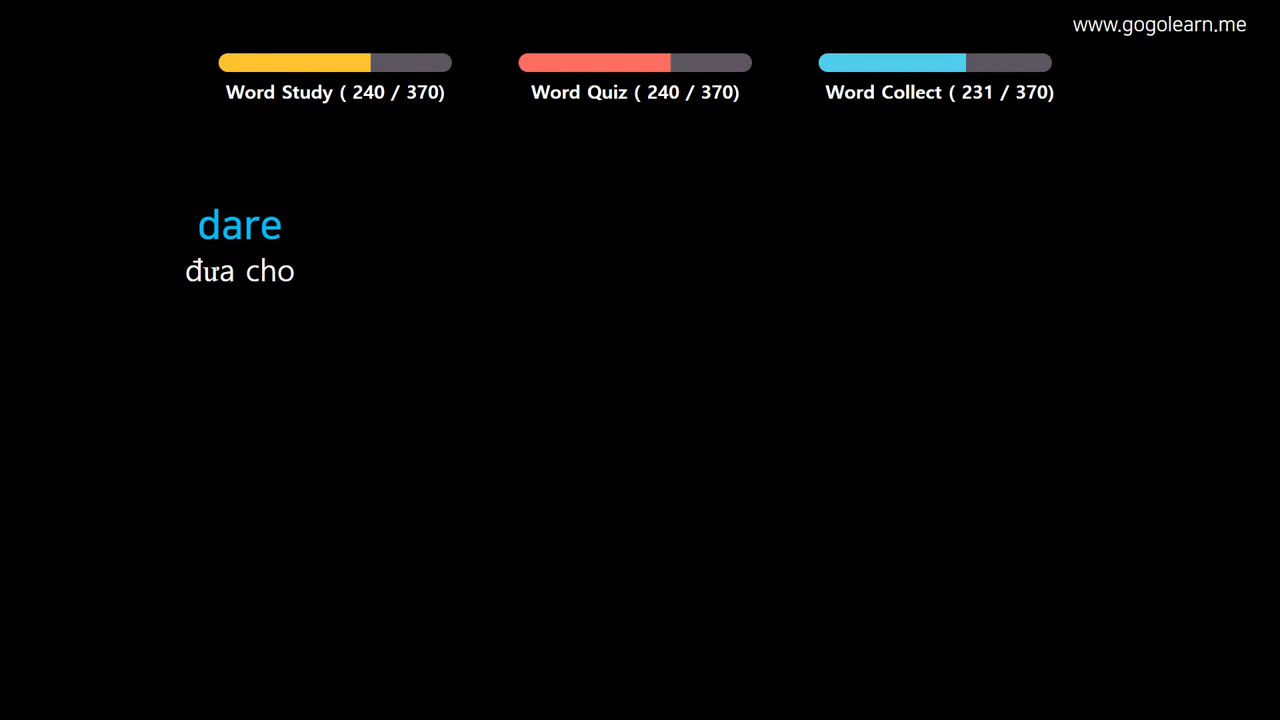 www.gogolearn.me
Word Study ( 240 / 370)
Word Quiz ( 240 / 370)
Word Collect ( 231 / 370)
dare
đưa cho